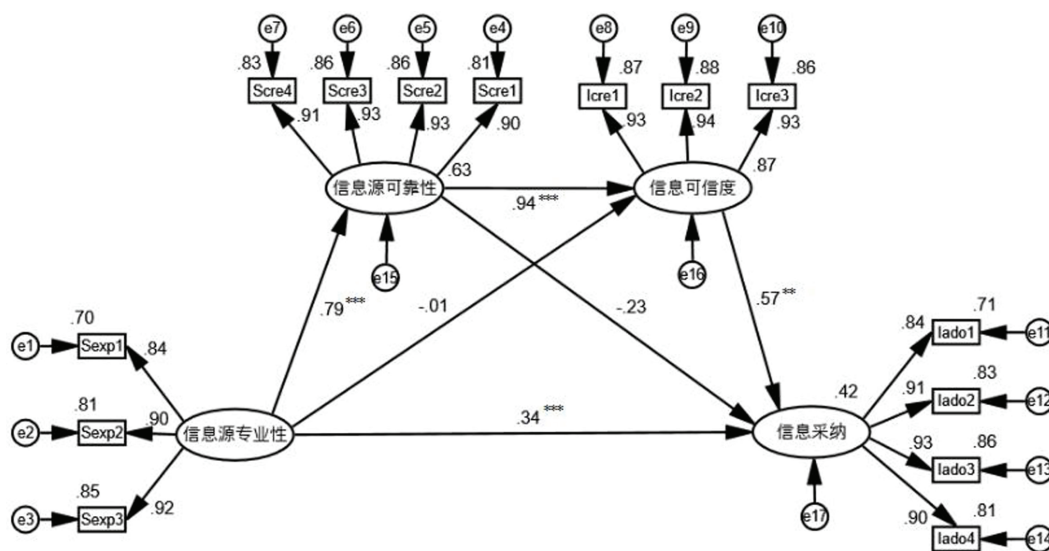 e7 e6 e5 e4 e8 e9 e10
.83 .86 .86 .81 .87 .88 .86
Scre4 Scre3 Scre2 Scre1 Icre1 Icre2 Icre3
.91 .93 .93 .90 .93 .94 .93
.63 .87
信息源可靠性 信息可信度
.94 ***
e15 e16
.79 *** -.01 -.23 .57 **
.70 .71
e1 Sexp1 .84 .84 Iado1 e11
.81 .42 .83
e2 Sexp2 .90 .91 Iado2 e12
信息源专业性 .34 *** 信息采纳
.85 .93 .86
e3 Sexp3 .92 Iado3 e13
e17 .81
.90 Iado4 e14